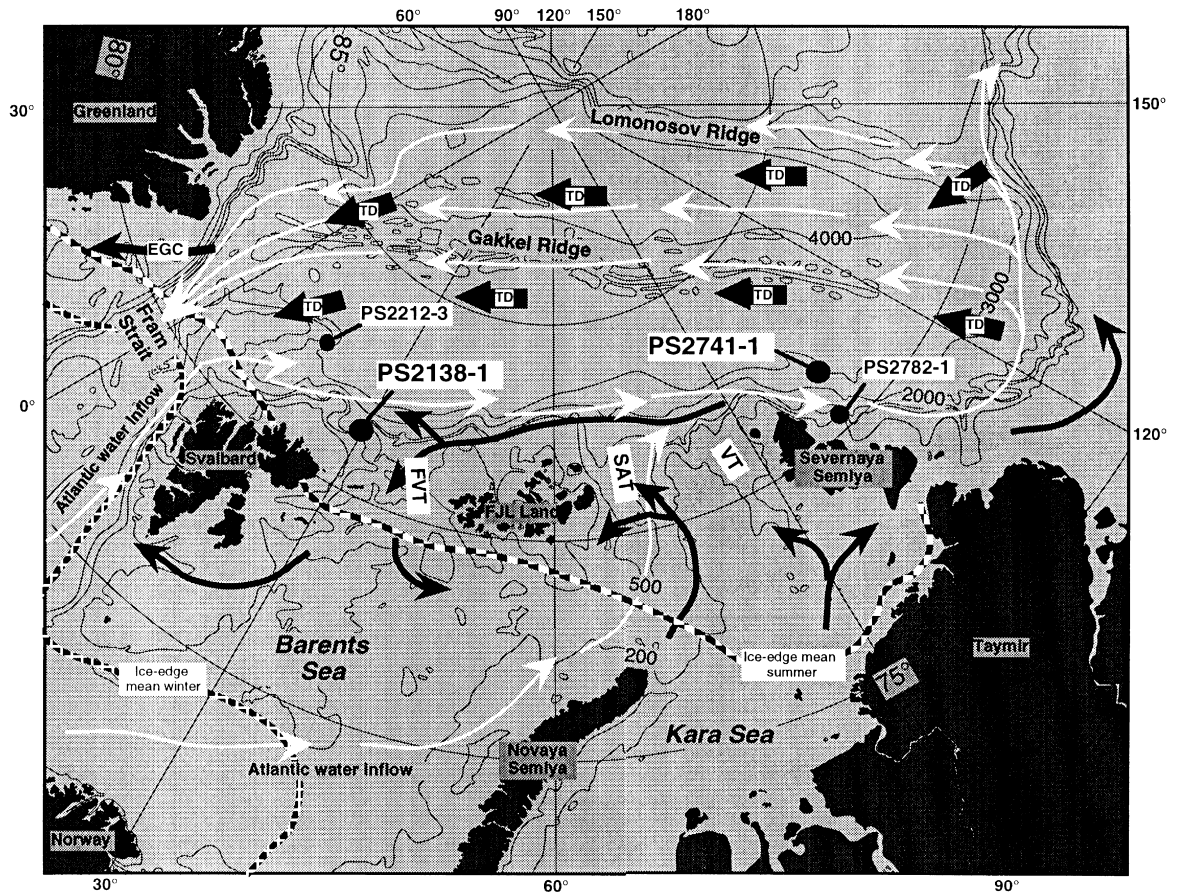 60° 90° 120° 150° 180°
80°
85°
30°
Greenland
150°
Lomonosov Ridge
TD
TD
TD
TD
TD
EGC
Gakkel Ridge
4000
3000
Fram
Strait
TD
TD
TD
TD
PS2212-3
PS2741-1
PS2138-1
PS2782-1
0°
2000
120°
Atlantic water Inflow
Svalbard
FVT
SAT
VT
Severnaya
Semiya
FJL Land
500
Barents
Sea
200
Ice-edge
mean winter
Ice-edge mean
summer
Taymir
75°
Kara Sea
Novaya
Semiya
Atlantic water Inflow
Norway
30°
60°
90°